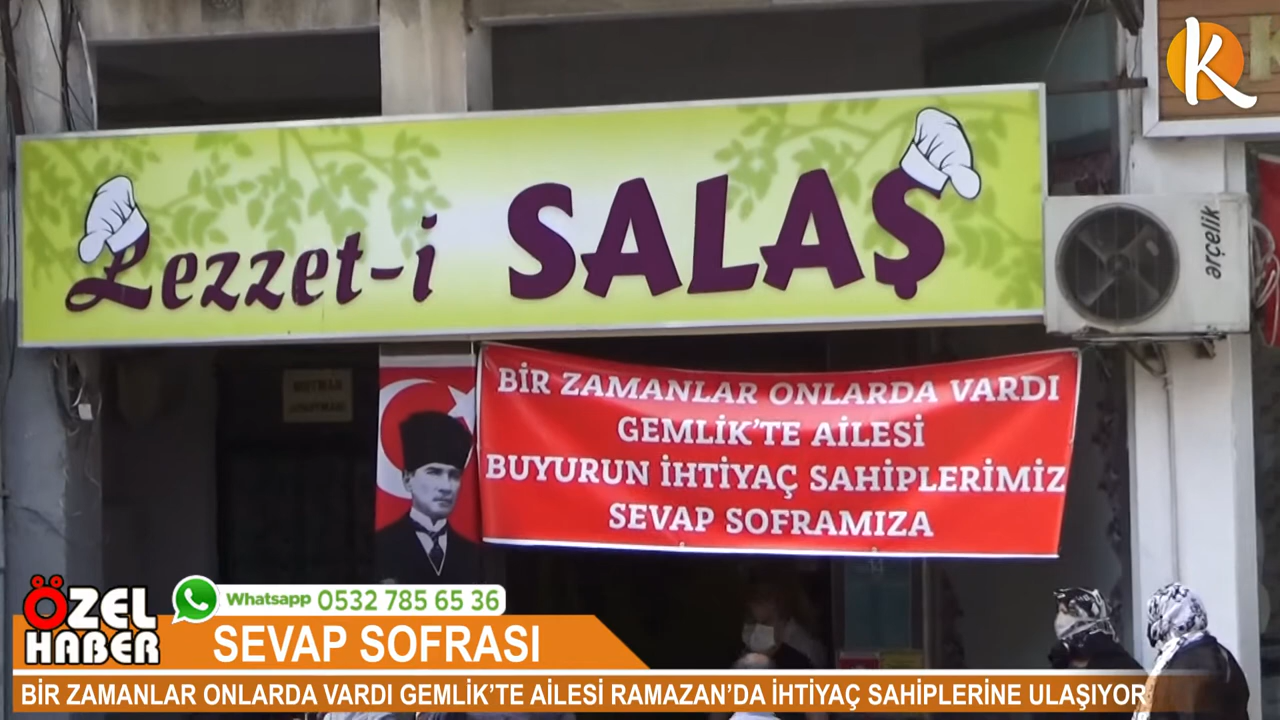 K
Lezzet-i SALAŞ
arçelik
BİR ZAMANLAR ONLARDA VARDI
GEMLİK'TE AİLESİ
BUYURUN İHTİYAÇ SAHİPLERİMİZ
SEVAP SOFRAMIZA
ÖZEL
HABER
Whatsapp 0532 785 65 36
SEVAP SOFRASI
BİR ZAMANLAR ONLARDA VARDI GEMLİK'TE AİLESİ RAMAZAN'DA İHTİYAÇ SAHİPLERİNE ULAŞIYOR